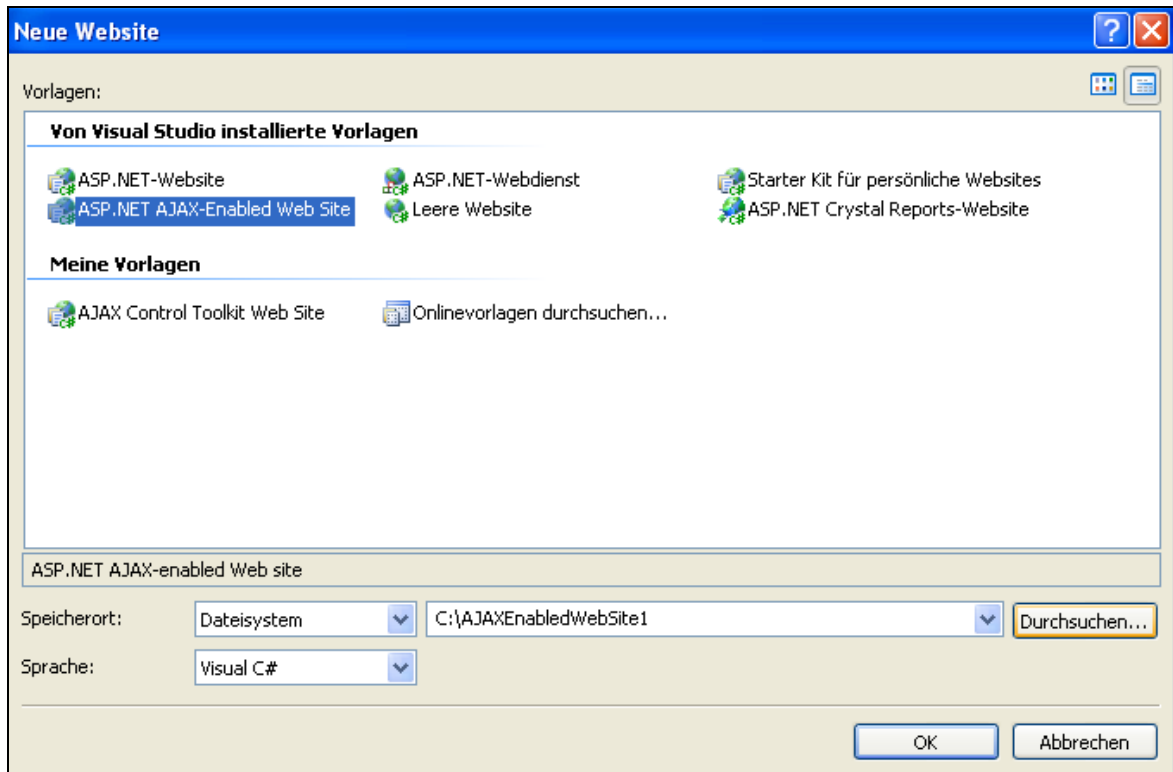 Neue Website
Vorlagen:
Von Visual Studio installierte Vorlagen
ASP.NET-Website ASP.NET-Webdienst Starter Kit für persönliche Websites
ASP.NET AJAX-Enabled Web Site Leere Website ASP.NET Crystal Reports-Website
Meine Vorlagen
AJAX Control Toolkit Web Site Onlinevorlagen durchsuchen...
ASP.NET AJAX-enabled Web site
Speicherort: Dateisystem C:\AJAXEnabledWebSite1 Durchsuchen...
Sprache: Visual C#
OK Abbrechen